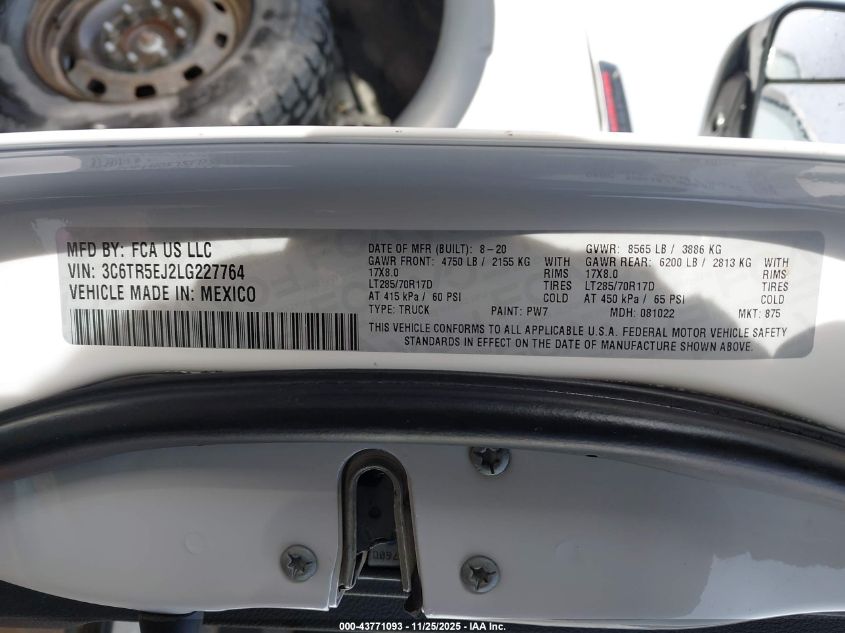 MFD BY: FCA US LLC
VIN: 3C6TR5EJ2LG227764
VEHICLE MADE IN: MEXICO
DATE OF MFR (BUILT): 8-20
GVWR: 8565 LB / 3886 KG
GAWR FRONT: 4750 LB / 2155 KG WITH
GAWR REAR: 6200 LB / 2813 KG WITH
17X8.0 RIMS
17X8.0 RIMS
LT285/70R17D TIRES
LT285/70R17D TIRES
AT 415 kPa / 60 PSI COLD
AT 450 kPa / 65 PSI COLD
TYPE: TRUCK PAINT: PW7
MDH: 081022 MKT: 875
THIS VEHICLE CONFORMS TO ALL APPLICABLE U.S.A. FEDERAL MOTOR VEHICLE SAFETY
STANDARDS IN EFFECT ON THE DATE OF MANUFACTURE SHOWN ABOVE.
000-43771093 - 11/25/2025 - © IAA Inc.